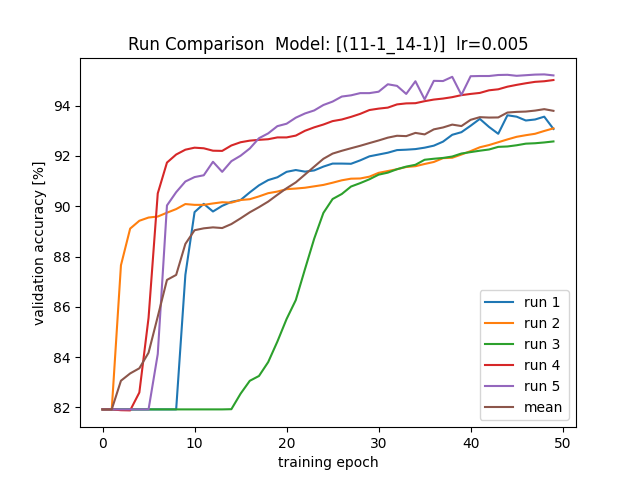 Run Comparison  Model: [(11-1_14-1)]  lr=0.005
validation accuracy [%]
94
92
90
88
86
84
82
0 10 20 30 40 50
training epoch
run 1
run 2
run 3
run 4
run 5
mean